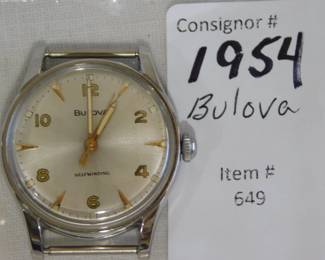 Consignor #
1954
Bulova
Item #
649
12
BULOVA
10
2
8
4
SELFWINDING
6